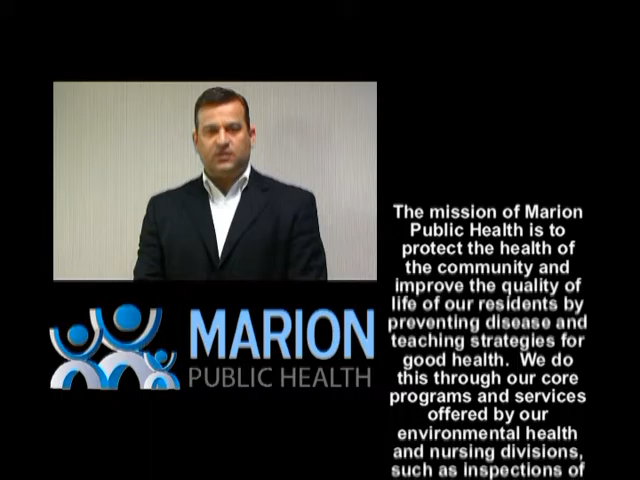 MARION
PUBLIC HEALTH
The mission of Marion
Public Health is to
protect the health of
the community and
improve the quality of
life of our residents by
preventing disease and
teaching strategies for
good health. We do
this through our core
programs and services
offered by our
environmental health
and nursing divisions,
such as inspections of